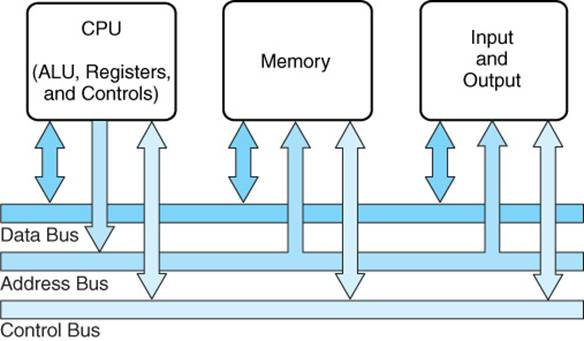 CPU
(ALU, Registers,
and Controls)
Memory
Input
and
Output
Data Bus
Address Bus
Control Bus